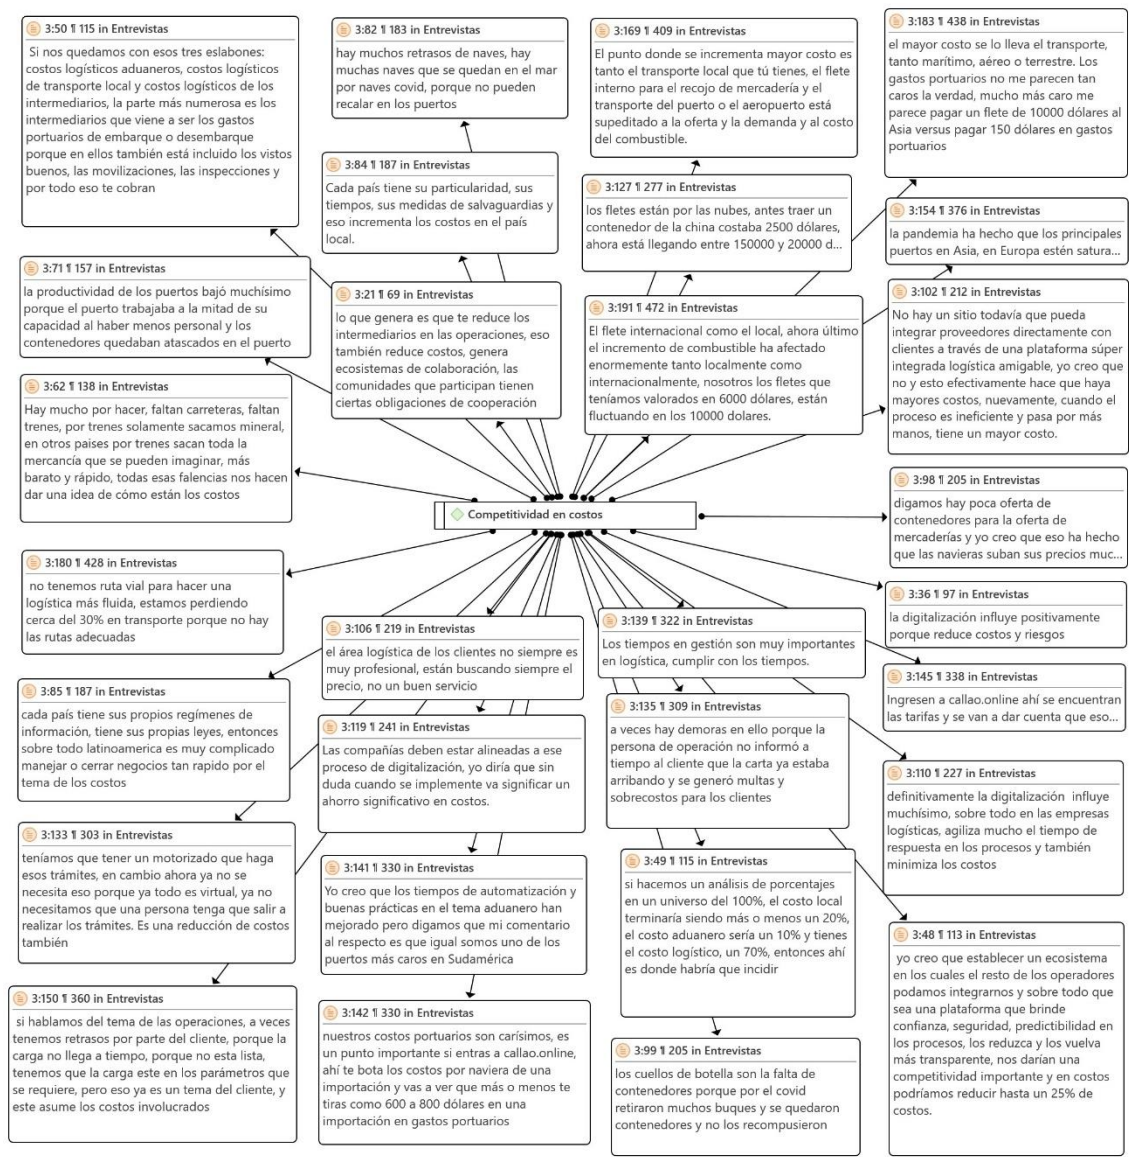 3:50 ¶ 115 in Entrevistas
Si nos quedamos con esos tres eslabones:
costos logísticos aduaneros, costos logísticos
de transporte local y costos logísticos de los
intermediarios, la parte más numerosa es los
intermediarios que viene a ser los gastos
portuarios de embarque o desembarque
porque en ellos también está incluido los vistos
buenos, las movilizaciones, las inspecciones y
por todo eso te cobran
3:82 ¶ 183 in Entrevistas
hay muchos retrasos de naves, hay
muchas naves que se quedan en el mar
por naves covid, porque no pueden
recalar en los puertos
3:169 ¶ 409 in Entrevistas
El punto donde se incrementa mayor costo es
tanto el transporte local que tú tienes, el flete
interno para el recojo de mercadería y el
transporte del puerto o el aeropuerto está
supeditado a la oferta y la demanda y al costo
del combustible.
3:183 ¶ 438 in Entrevistas
el mayor costo se lo lleva el transporte,
tanto marítimo, aéreo o terrestre. Los
gastos portuarios no me parecen tan
caros la verdad, mucho más caro me
parece pagar un flete de 10000 dólares al
Asia versus pagar 150 dólares en gastos
portuarios
3:84 ¶ 187 in Entrevistas
Cada país tiene su particularidad, sus
tiempos, sus medidas de salvaguardias y
eso incrementa los costos en el país
local.
3:127 ¶ 277 in Entrevistas
los fletes están por las nubes, antes traer un
contenedor de la china costaba 2500 dólares,
ahora está llegando entre 150000 y 20000 d...
3:154 ¶ 376 in Entrevistas
la pandemia ha hecho que los principales
puertos en Asia, en Europa estén satura...
3:71 ¶ 157 in Entrevistas
la productividad de los puertos bajó muchísimo
porque el puerto trabajaba a la mitad de su
capacidad al haber menos personal y los
contenedores quedaban atascados en el puerto
3:21 ¶ 69 in Entrevistas
lo que genera es que te reduce los
intermediarios en las operaciones, eso
también reduce costos, genera
ecosistemas de colaboración, las
comunidades que participan tienen
ciertas obligaciones de cooperación
3:191 ¶ 472 in Entrevistas
El flete internacional como el local, ahora último
el incremento de combustible ha afectado
enormemente tanto localmente como
internacionalmente, nosotros los fletes que
teníamos valorados en 6000 dólares, están
fluctuando en los 10000 dolares.
3:102 ¶ 212 in Entrevistas
No hay un sitio todavía que pueda
integrar proveedores directamente con
clientes a través de una plataforma súper
integrada logística amigable, yo creo que
no y esto efectivamente hace que haya
mayores costos, nuevamente, cuando el
proceso es ineficiente y pasa por más
manos, tiene un mayor costo.
3:62 ¶ 138 in Entrevistas
Hay mucho por hacer, faltan carreteras, faltan
trenes, por trenes solamente sacamos mineral,
en otros paises por trenes sacan toda la
mercancía que se pueden imaginar, más
barato y rápido, todas esas falencias nos hacen
dar una idea de cómo están los costos
3:98 ¶ 205 in Entrevistas
digamos hay poca oferta de
contenedores para la oferta de
mercaderías y yo creo que eso ha hecho
que las navieras suban sus precios muc...
Competitividad en costos
3:180 ¶ 428 in Entrevistas
no tenemos ruta vial para hacer una
logística más fluida, estamos perdiendo
cerca del 30% en transporte porque no hay
las rutas adecuadas
3:36 ¶ 97 in Entrevistas
la digitalización influye positivamente
porque reduce costos y riesgos
3:106 ¶ 219 in Entrevistas
el área logística de los clientes no siempre es
muy profesional, están buscando siempre el
precio, no un buen servicio
3:139 ¶ 322 in Entrevistas
Los tiempos en gestión son muy importantes
en logística, cumplir con los tiempos.
3:145 ¶ 338 in Entrevistas
Ingresen a callao.online ahí se encuentran
las tarifas y se van a dar cuenta que eso...
3:85 ¶ 187 in Entrevistas
cada país tiene sus propios regímenes de
información, tiene sus propias leyes, entonces
sobre todo latinoamerica es muy complicado
manejar o cerrar negocios tan rapido por el
tema de los costos
3:119 ¶ 241 in Entrevistas
Las compañías deben estar alineadas a ese
proceso de digitalización, yo diría que sin
duda cuando se implemente va significar un
ahorro significativo en costos.
3:135 ¶ 309 in Entrevistas
a veces hay demoras en ello porque la
persona de operación no informó a
tiempo al cliente que la carta ya estaba
arribando y se generó multas y
sobrecostos para los clientes
3:110 ¶ 227 in Entrevistas
definitivamente la digitalización influye
muchísimo, sobre todo en las empresas
logísticas, agiliza mucho el tiempo de
respuesta en los procesos y también
minimiza los costos
3:133 ¶ 303 in Entrevistas
teníamos que tener un motorizado que haga
esos trámites, en cambio ahora ya no se
necesita eso porque ya todo es virtual, ya no
necesitamos que una persona tenga que salir a
realizar los trámites. Es una reducción de costos
también
3:141 ¶ 330 in Entrevistas
Yo creo que los tiempos de automatización y
buenas prácticas en el tema aduanero han
mejorado pero digamos que mi comentario
al respecto es que igual somos uno de los
puertos más caros en Sudamérica
3:49 ¶ 115 in Entrevistas
si hacemos un análisis de porcentajes
en un universo del 100%, el costo local
terminaría siendo más o menos un 20%,
el costo aduanero sería un 10% y tienes
el costo logístico, un 70%, entonces ahí
es donde habría que incidir
3:48 ¶ 113 in Entrevistas
yo creo que establecer un ecosistema
en los cuales el resto de los operadores
podamos integrarnos y sobre todo que
sea una plataforma que brinde
confianza, seguridad, predictibilidad en
los procesos, los reduzca y los vuelva
más transparente, nos darían una
competitividad importante y en costos
podríamos reducir hasta un 25% de
costos.
3:150 ¶ 360 in Entrevistas
si hablamos del tema de las operaciones, a veces
tenemos retrasos por parte del cliente, porque la
carga no llega a tiempo, porque no esta lista,
tenemos que la carga este en los parámetros que
se requiere, pero eso ya es un tema del cliente, y
este asume los costos involucrados
3:142 ¶ 330 in Entrevistas
nuestros costos portuarios son carísimos, es
un punto importante si entras a callao.online,
ahí te bota los costos por naviera de una
importación y vas a ver que más o menos te
tiras como 600 a 800 dólares en una
importación en gastos portuarios
3:99 ¶ 205 in Entrevistas
los cuellos de botella son la falta de
contenedores porque por el covid
retiraron muchos buques y se quedaron
contenedores y no los recompusieron